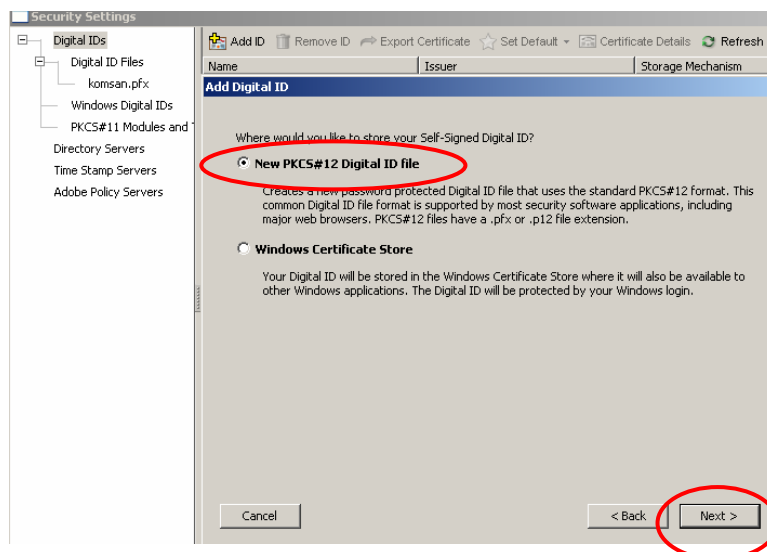 Security Settings
Digital IDs
Digital ID Files
komsan.pfx
Windows Digital IDs
PKCS#11 Modules and
Directory Servers
Time Stamp Servers
Adobe Policy Servers
Add ID Remove ID Export Certificate Set Default Certificate Details Refresh
Name Issuer Storage Mechanism
Add Digital ID
Where would you like to store your Self-Signed Digital ID?
New PKCS#12 Digital ID file
Creates a new password protected Digital ID file that uses the standard PKCS#12 format. This
common Digital ID file format is supported by most security software applications, including
major web browsers. PKCS#12 files have a .pfx or .p12 file extension.
Windows Certificate Store
Your Digital ID will be stored in the Windows Certificate Store where it will also be available to
other Windows applications. The Digital ID will be protected by your Windows login.
Cancel < Back Next >